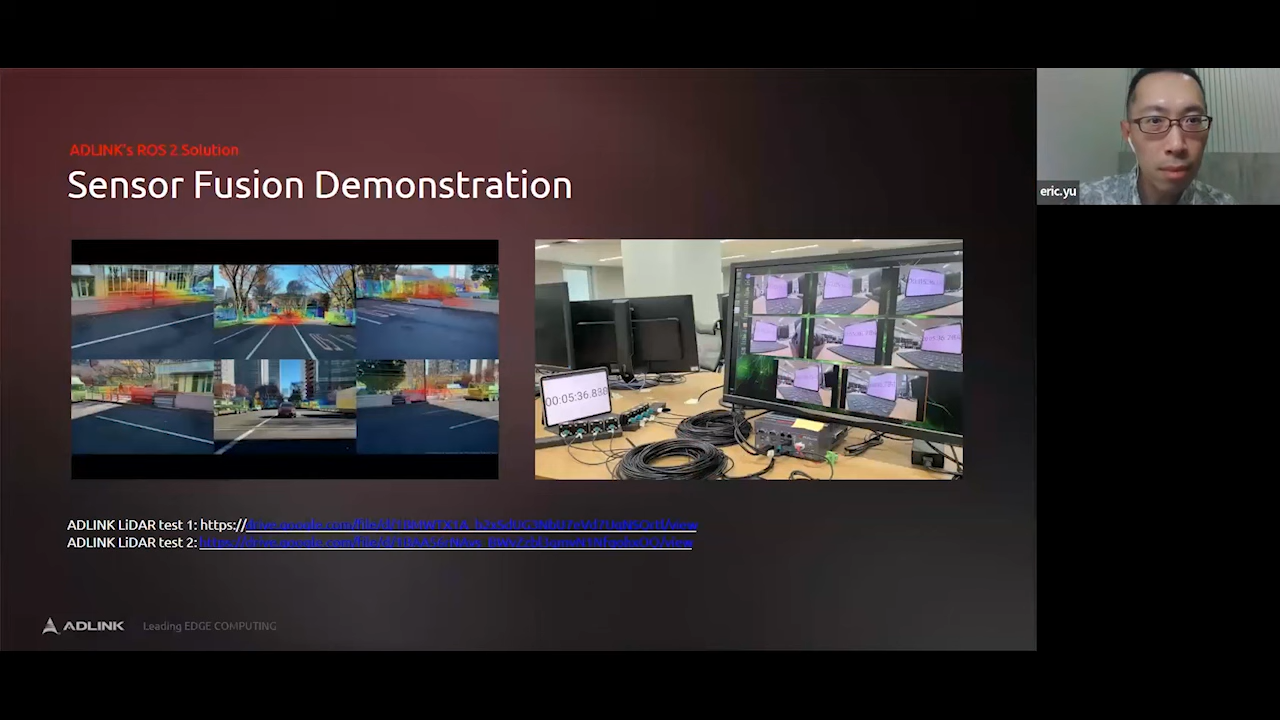 ADLINK's ROS 2 Solution
Sensor Fusion Demonstration
00:05:36.838
ADLINK LiDAR test 1: https://
ADLINK LiDAR test 2:
ADLINK Leading EDGE COMPUTING
eric.yu